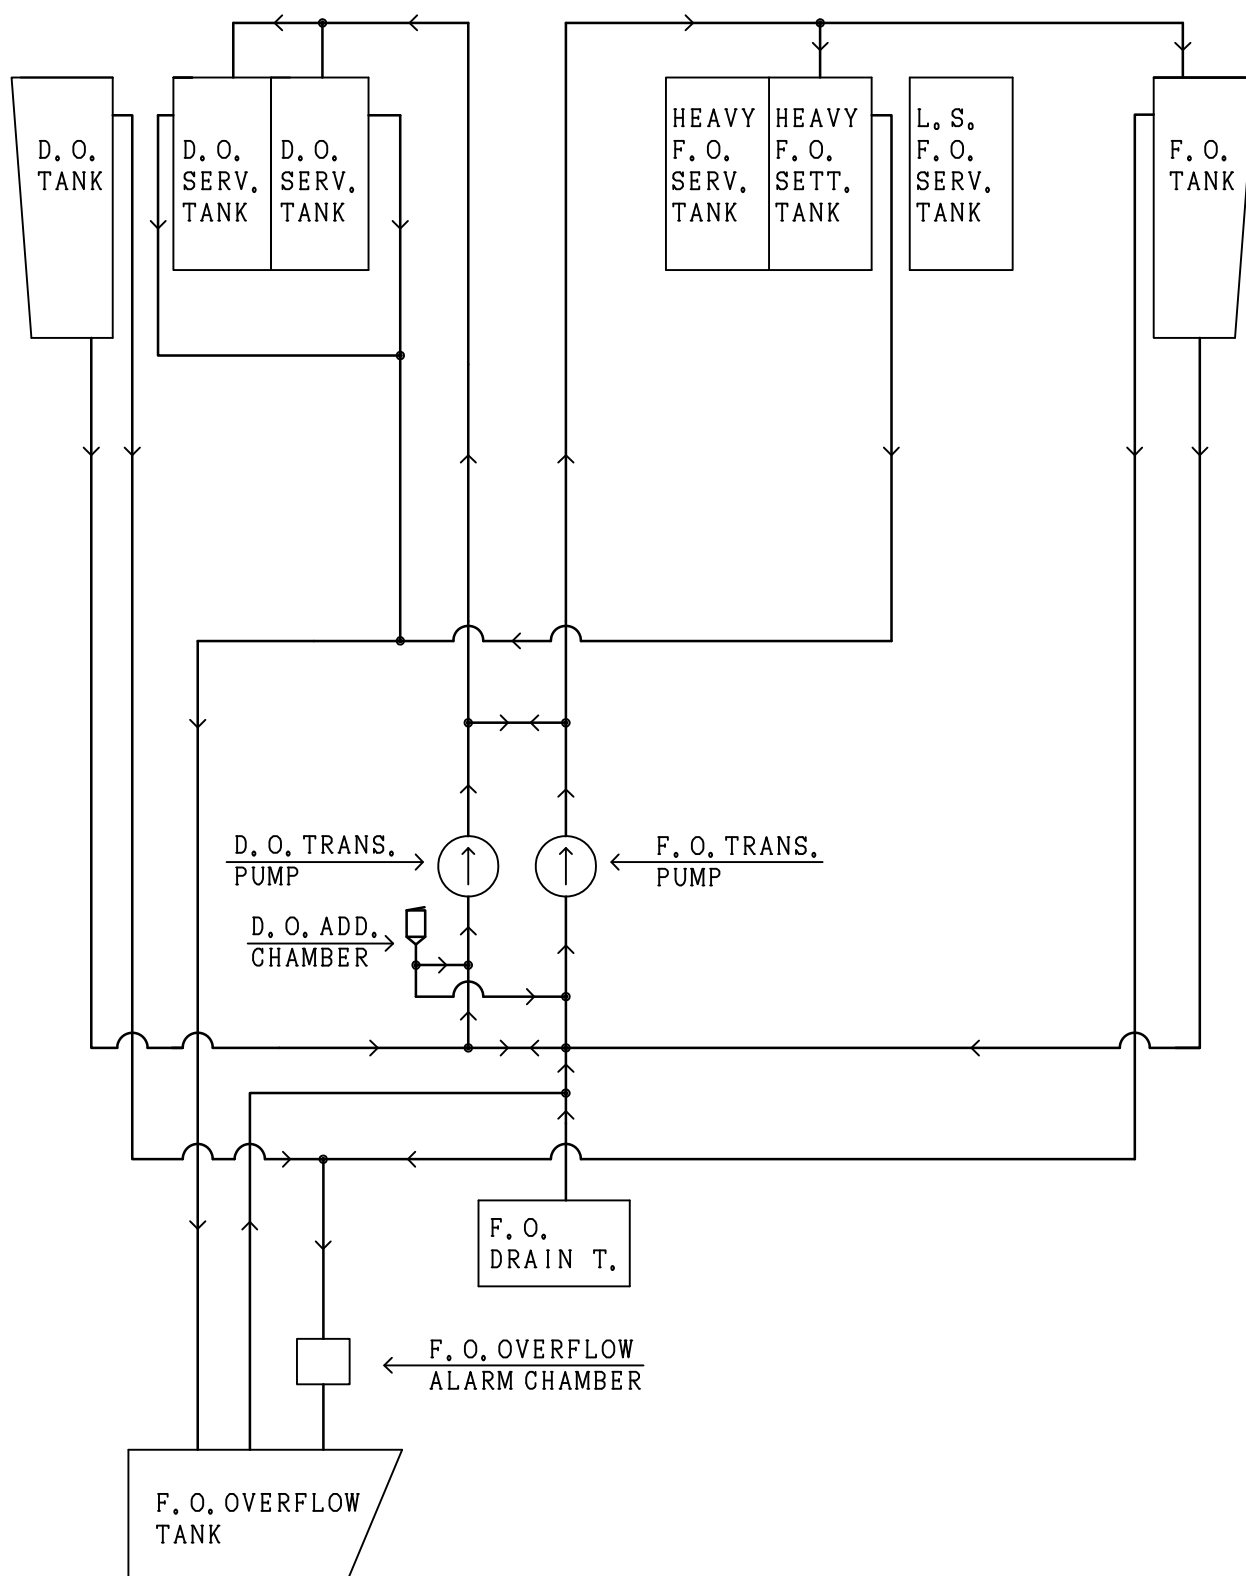 D. O.
TANK
D. O.
SERV.
TANK
D. O.
SERV.
TANK
HEAVY
F. O.
SERV.
TANK
HEAVY
F. O.
SETT.
TANK
L. S.
F. O.
SERV.
TANK
F. O.
TANK
D. O. TRANS.
PUMP
F. O. TRANS.
PUMP
D. O. ADD.
CHAMBER
F. O.
DRAIN T.
F. O. OVERFLOW
ALARM CHAMBER
F. O. OVERFLOW
TANK